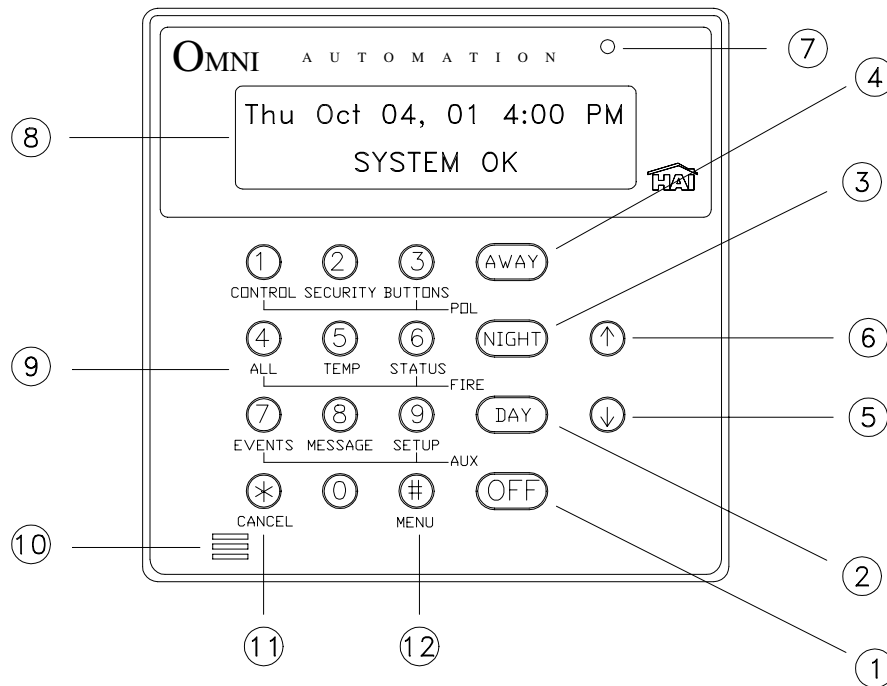 OMNI AUTOMATION
7
4
Thu Oct 04, 01 4:00 PM
8
SYSTEM OK
HAI
3
1 2 3 AWAY
CONTROL SECURITY BUTTONS
POL
4 5 6 NIGHT ↑ 6
9
ALL TEMP STATUS
FIRE
7 8 9 DAY ↓ 5
EVENTS MESSAGE SETUP
AUX
* 0 # OFF
CANCEL MENU
10
2
11 12
1